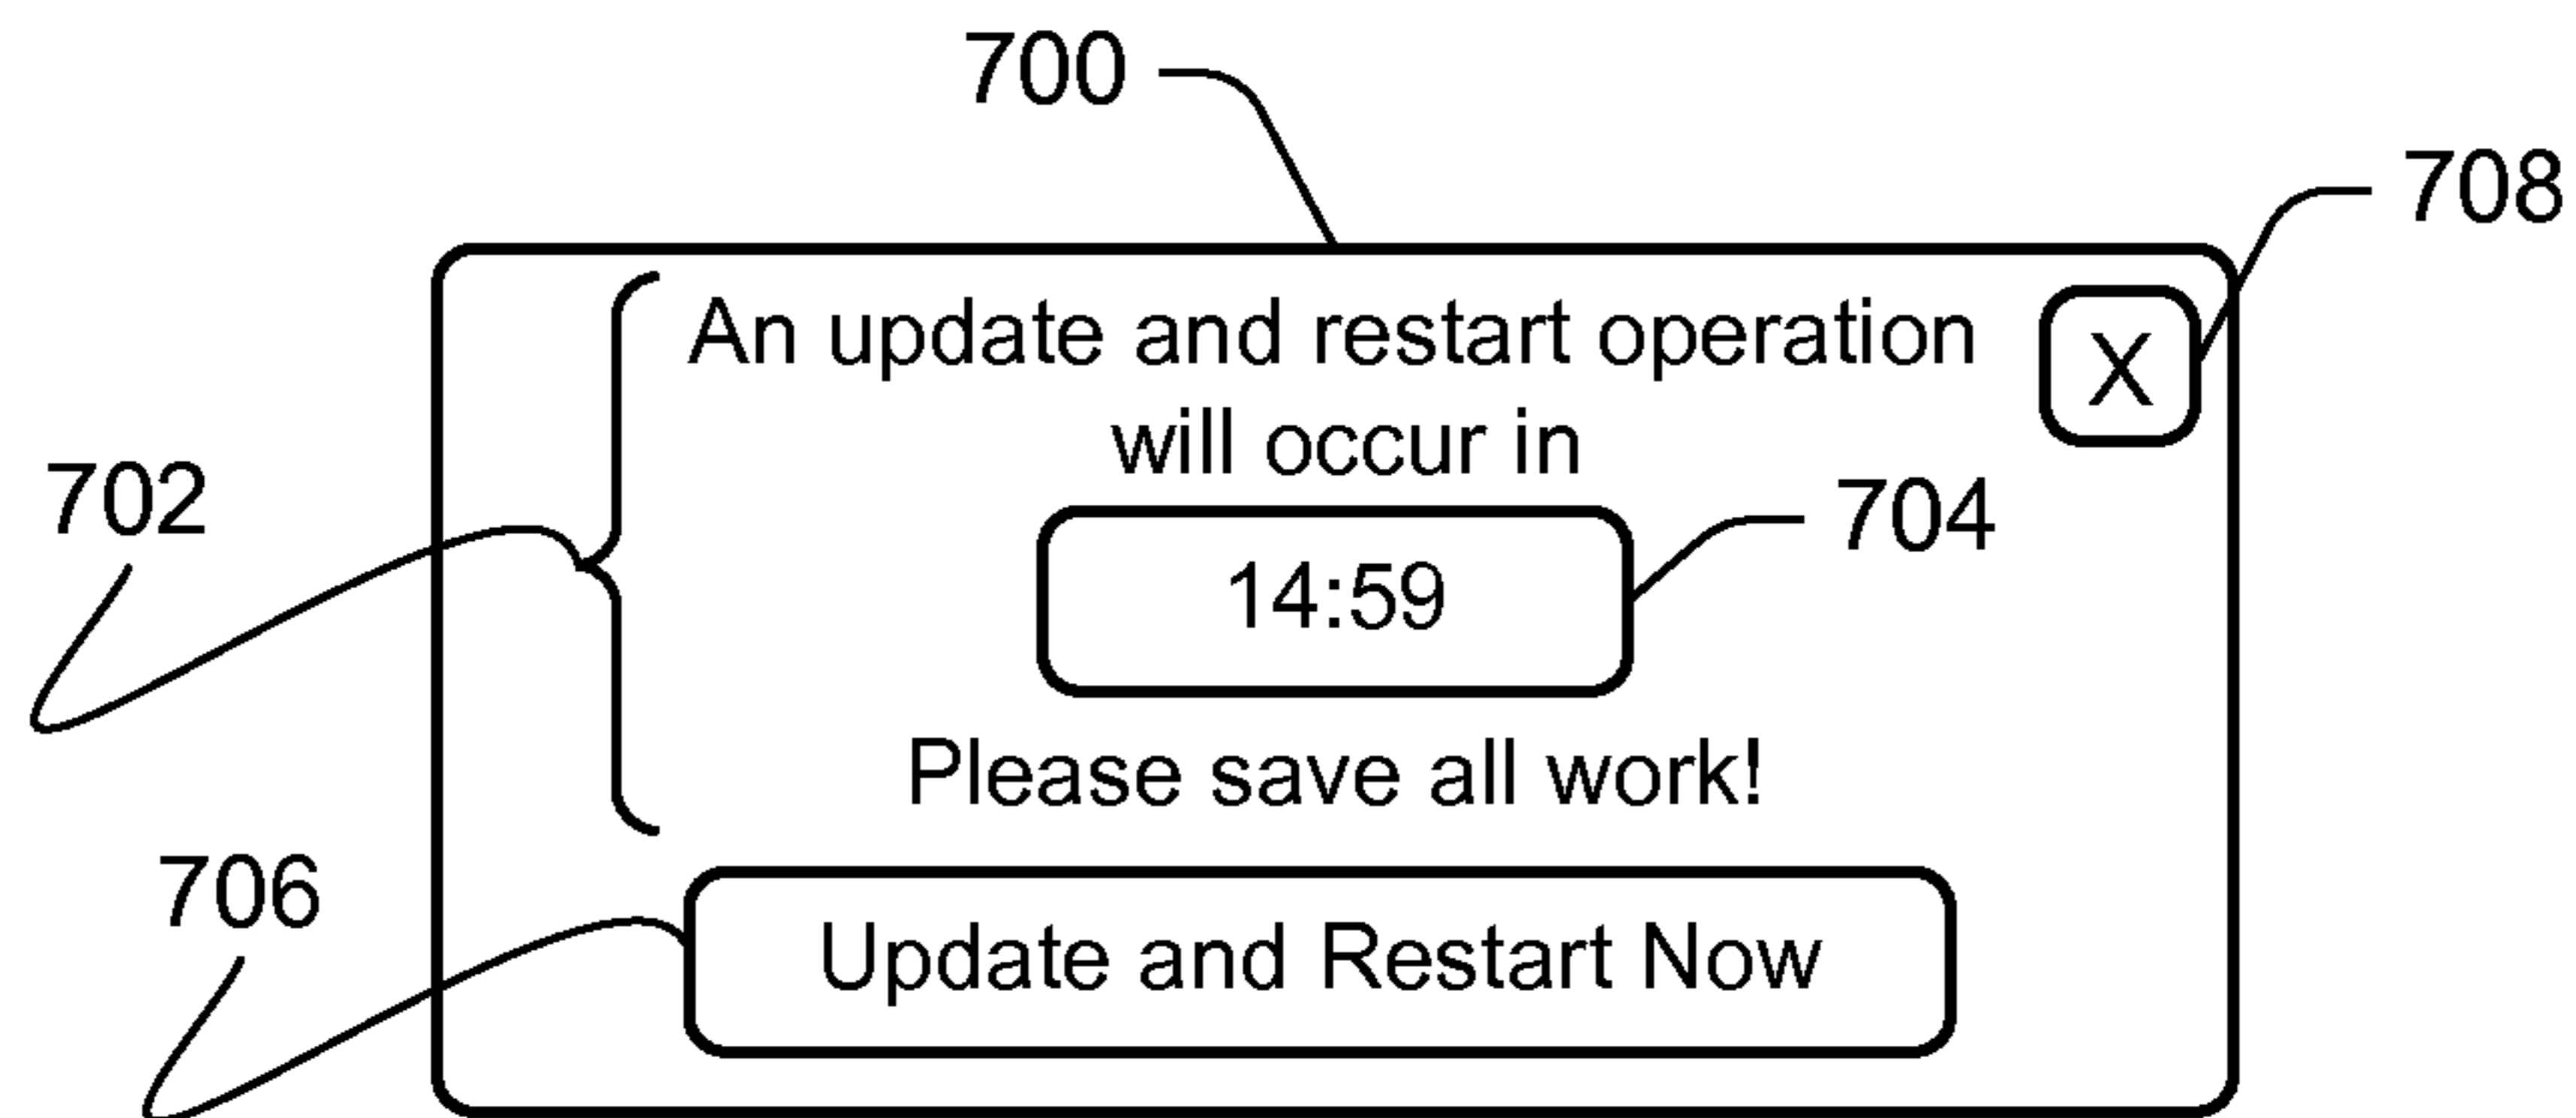 700
708
An update and restart operation
X
will occur in
702
704
14:59
Please save all work!
706
Update and Restart Now